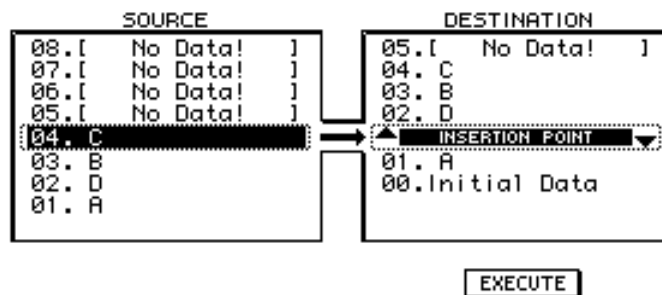 SOURCE
08.[ No Data! ]
07.[ No Data! ]
06.[ No Data! ]
05.[ No Data! ]
04. C
03. B
02. D
01. A
DESTINATION
05.[ No Data! ]
04. C
03. B
02. D
INSERTION POINT
01. A
00.Initial Data
EXECUTE